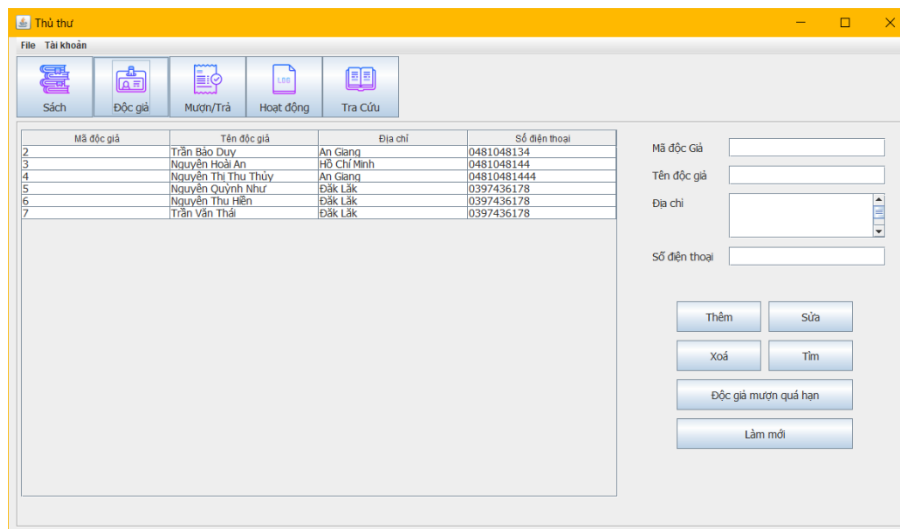 Thủ thư
File Tài khoản
LOG
Sách Độc giả Mượn/Trả Hoạt động Tra Cứu
Mã độc giả Tên độc giả Địa chỉ Số điện thoại
2 Trần Bảo Duy An Giang 0481048134
3 Nguyễn Hoài An Hồ Chí Minh 0481048144
4 Nguyễn Thị Thu Thủy An Giang 04810481444
5 Nguyễn Quỳnh Như Đăk Lăk 0397436178
6 Nguyễn Thu Hiền Đăk Lăk 0397436178
7 Trần Văn Thái Đăk Lăk 0397436178
Mã độc Giả
Tên độc giả
Địa chỉ
Số điện thoại
Thêm Sửa
Xoá Tìm
Độc giả mượn quá hạn
Làm mới